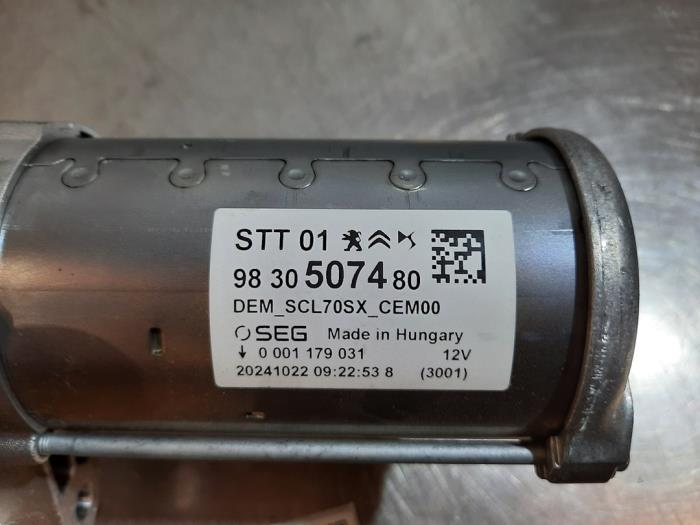 STT 01
98 30 5074 80
DEM_SCL70SX_CEM00
SEG Made in Hungary
0 001 179 031 12V
20241022 09:22:53 8 (3001)